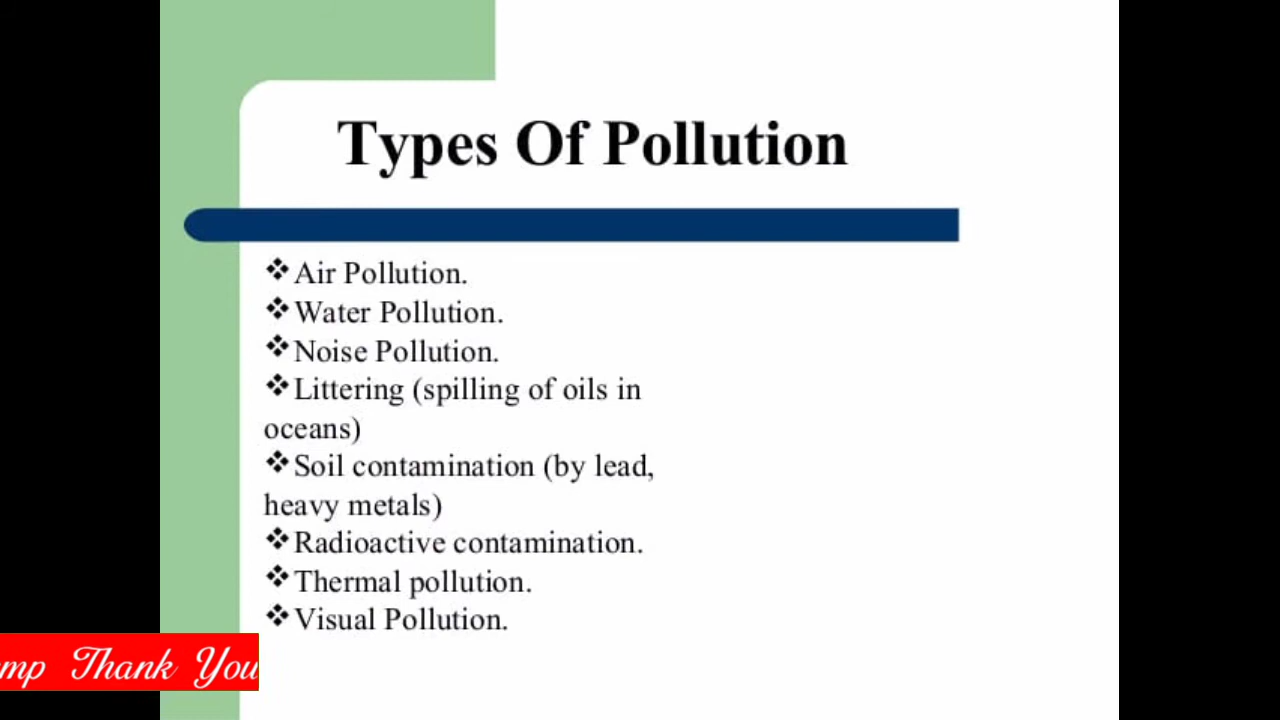 Types Of Pollution
❖Air Pollution.
❖Water Pollution.
❖Noise Pollution.
❖Littering (spilling of oils in
oceans)
❖Soil contamination (by lead,
heavy metals)
❖Radioactive contamination.
❖Thermal pollution.
❖Visual Pollution.
Thank You